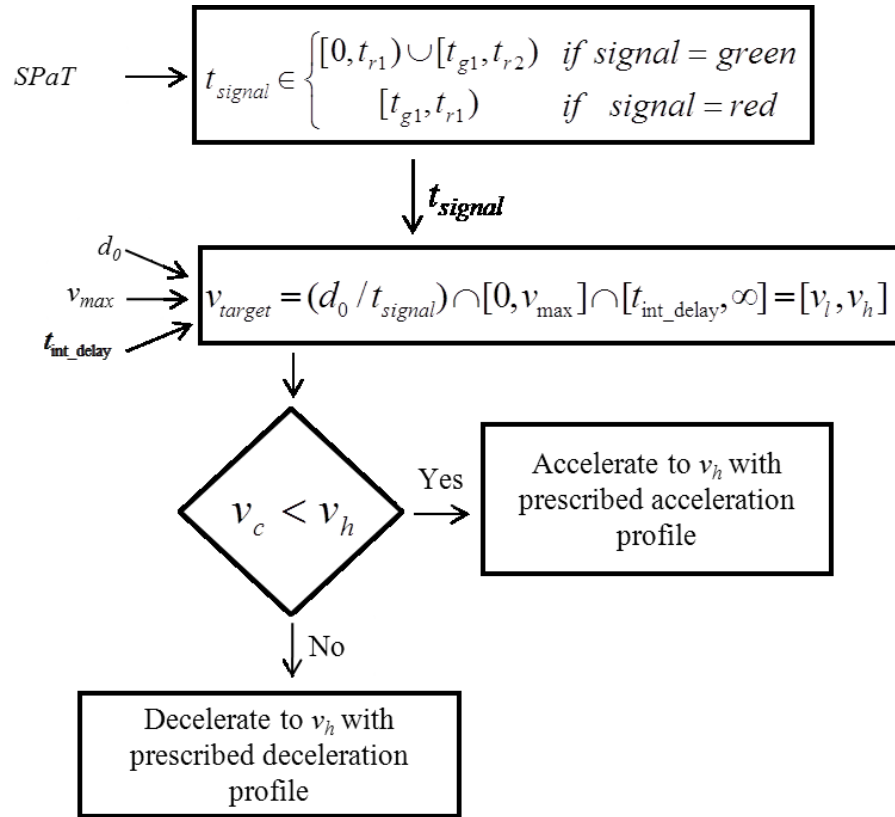 SPaT
t_signal ∈ { [0, t_r1) ∪ [t_g1, t_r2) if signal = green
[t_g1, t_r1) if signal = red
t_signal
d_0
v_max
t_int_delay
v_target = (d_0 / t_signal) ∩ [0, v_max] ∩ [t_int_delay, ∞] = [v_l, v_h]
v_c < v_h
Yes
Accelerate to v_h with
prescribed acceleration
profile
No
Decelerate to v_h with
prescribed deceleration
profile